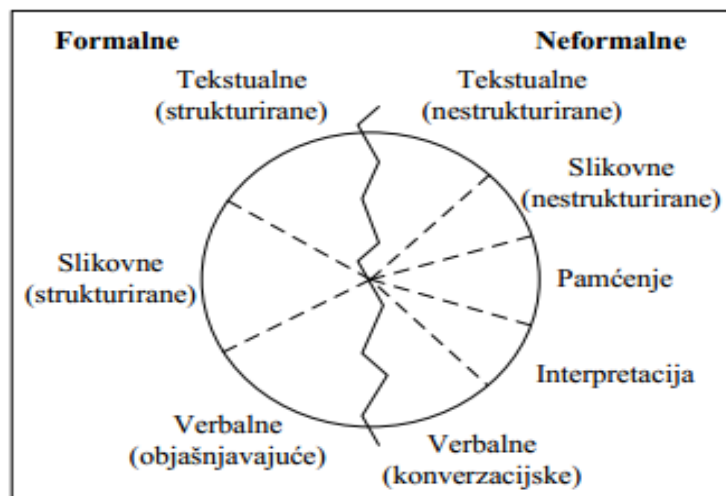 Formalne
Neformalne
Tekstualne
(strukturirane)
Tekstualne
(nestrukturirane)
Slikovne
(nestrukturirane)
Slikovne
(strukturirane)
Pamćenje
Interpretacija
Verbalne
(objašnjavajuće)
Verbalne
(konverzacijske)